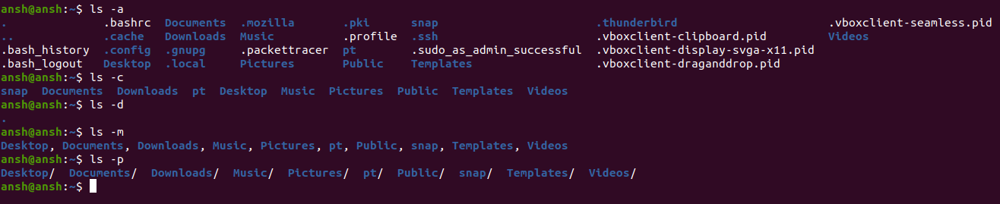 ansh@ansh:~$ ls -a
.              .bashrc  Documents  .mozilla       .pki    snap                       .thunderbird                    .vboxclient-seamless.pid
..             .cache   Downloads  Music          .profile  .ssh                       .vboxclient-clipboard.pid         Videos
.bash_history  .config  .gnupg     .packettracer  pt      .sudo_as_admin_successful  .vboxclient-display-svga-x11.pid
.bash_logout   Desktop  .local     Pictures       Public  Templates                  .vboxclient-draganddrop.pid
ansh@ansh:~$ ls -c
snap  Documents  Downloads  pt  Desktop  Music  Pictures  Public  Templates  Videos
ansh@ansh:~$ ls -d
.
ansh@ansh:~$ ls -m
Desktop, Documents, Downloads, Music, Pictures, pt, Public, snap, Templates, Videos
ansh@ansh:~$ ls -p
Desktop/  Documents/  Downloads/  Music/  Pictures/  pt/  Public/  snap/  Templates/  Videos/
ansh@ansh:~$